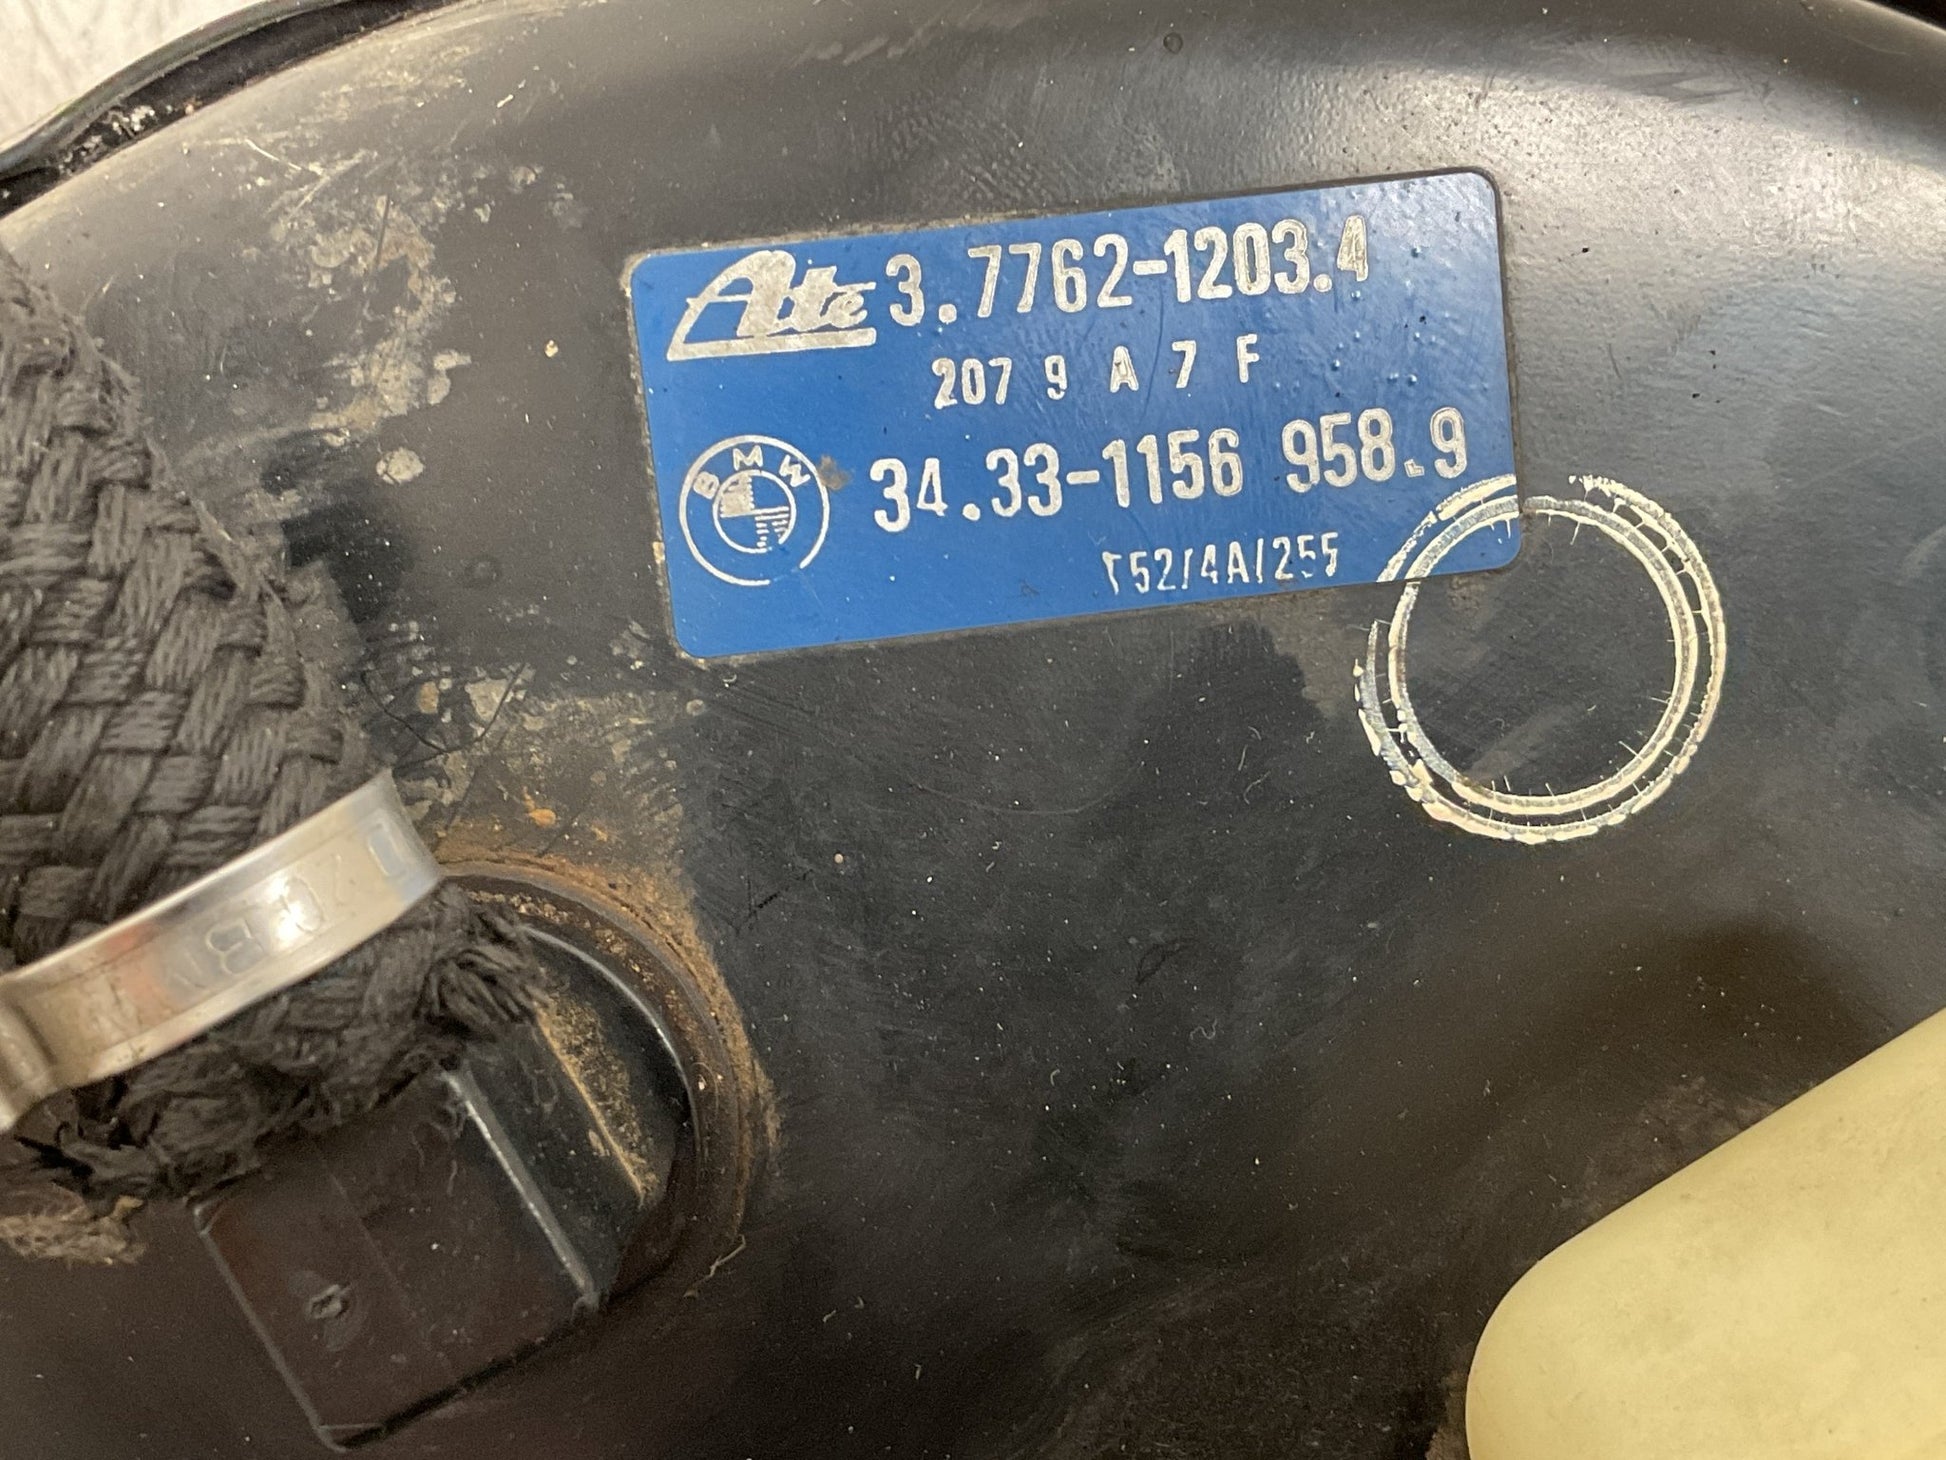 Ate 3.7762-1203.4
207 9 A 7 F
BMW 34.33-1156 958.9
T52/4A/255